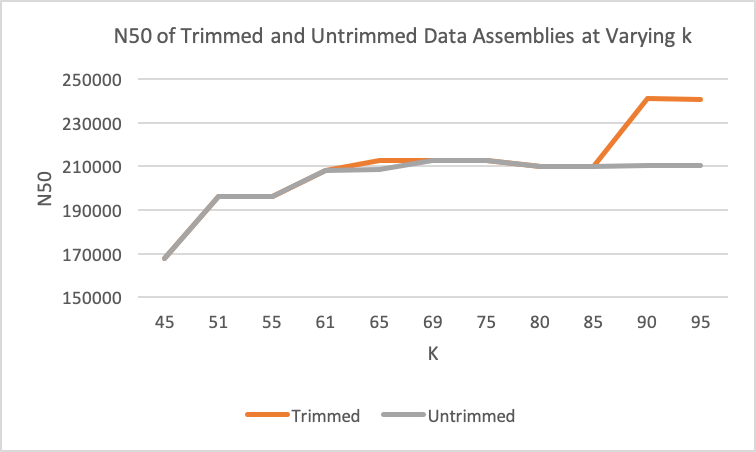 N50 of Trimmed and Untrimmed Data Assemblies at Varying k
250000
230000
210000
190000
170000
150000
N50
45 51 55 61 65 69 75 80 85 90 95
K
Trimmed Untrimmed